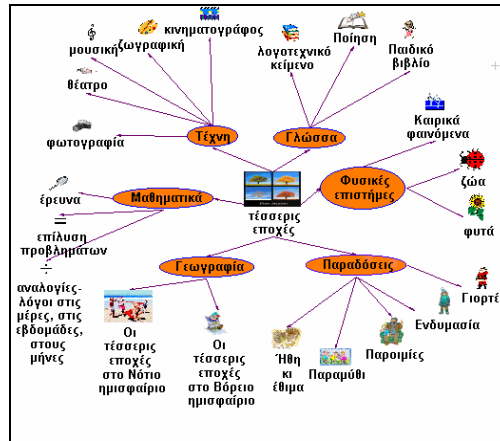 κινηματογράφος
ζωγραφική
μουσική
θέατρο
φωτογραφία
Τέχνη
λογοτεχνικό
κείμενο
Ποίηση
Παιδικό
βιβλίο
Γλώσσα
Καιρικά
φαινόμενα
ζώα
φυτά
Φυσικές
επιστήμες
τέσσερις
εποχές
Μαθηματικά
έρευνα
επίλυση
προβλημάτων
αναλογίες-
λόγοι στις
μέρες, στις
εβδομάδες,
στους
μήνες
Γεωγραφία
Οι
τέσσερις
εποχές
στο Νότιο
ημισφαίριο
Οι
τέσσερις
εποχές
στο Βόρειο
ημισφαίριο
Παραδόσεις
Ήθη
κι
έθιμα
Παραμύθι
Παροιμίες
Ενδυμασία
Γιορτέ